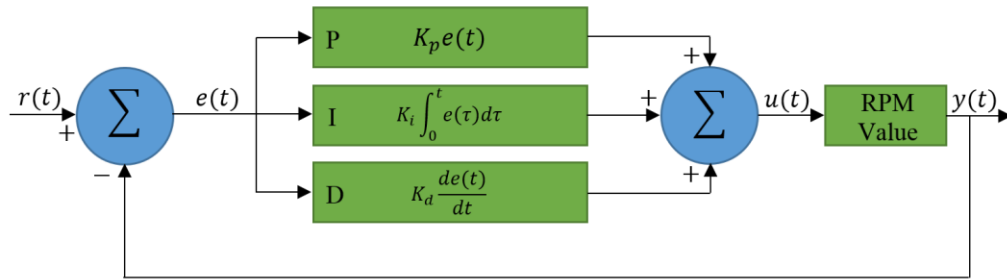 r(t)
+
−
∑
e(t)
P K_p e(t)
I K_i ∫_0^t e(τ)dτ
D K_d de(t)/dt
+
+
+
∑
u(t)
RPM
Value
y(t)